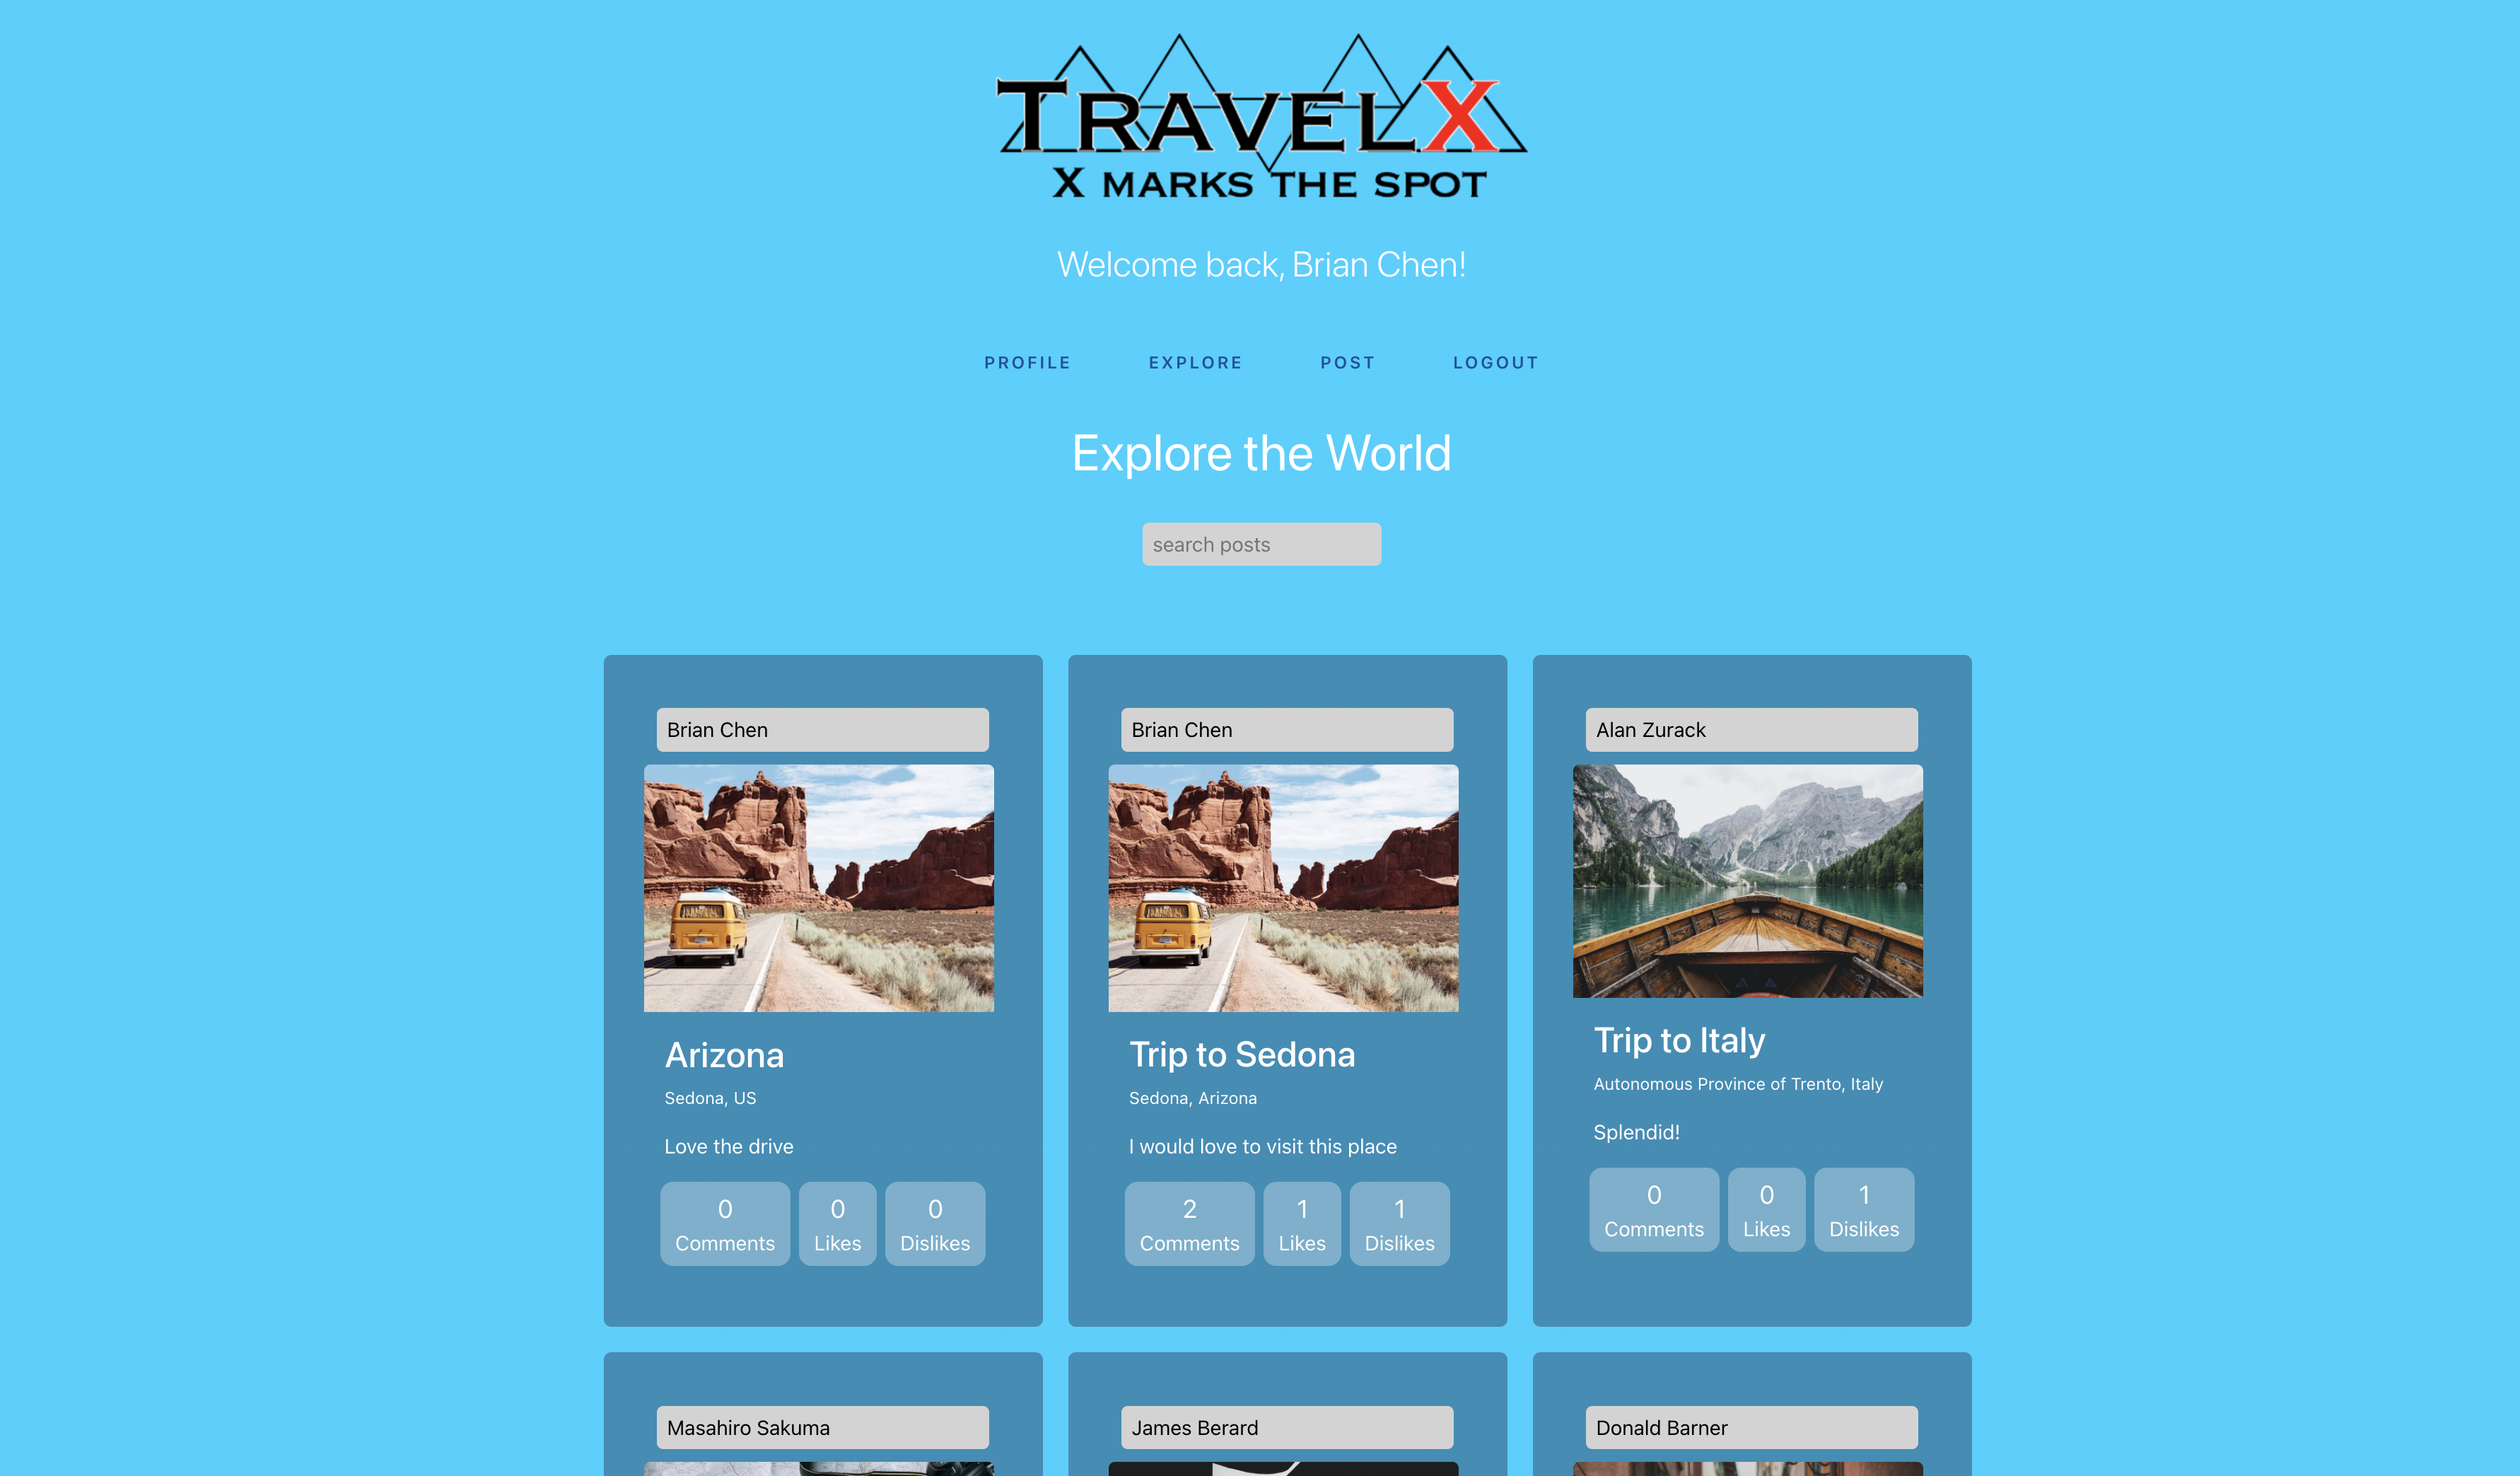 TRAVELX
X MARKS THE SPOT
Welcome back, Brian Chen!
PROFILE EXPLORE POST LOGOUT
Explore the World
search posts
Brian Chen
Arizona
Sedona, US
Love the drive
0 Comments
0 Likes
0 Dislikes
Brian Chen
Trip to Sedona
Sedona, Arizona
I would love to visit this place
2 Comments
1 Likes
1 Dislikes
Alan Zurack
Trip to Italy
Autonomous Province of Trento, Italy
Splendid!
0 Comments
0 Likes
1 Dislikes
Masahiro Sakuma
James Berard
Donald Barner